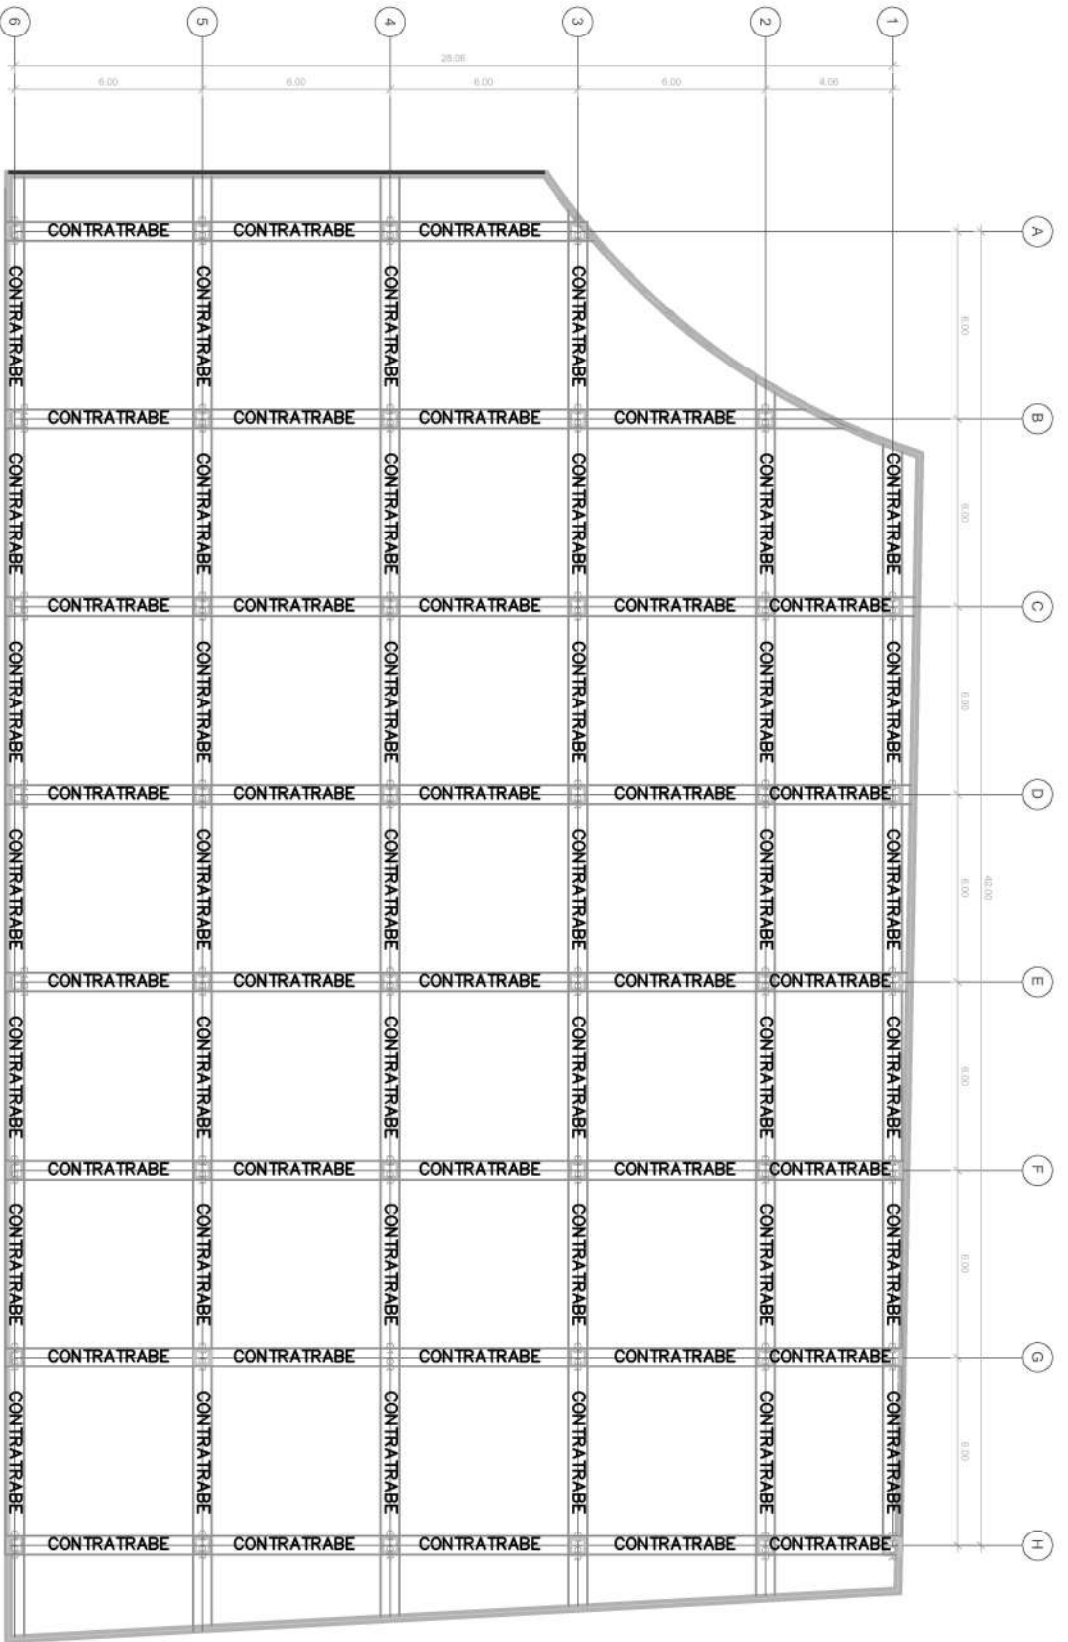 6 5 4 3 2 1
28.06
6.00 6.00 6.00 6.00 4.06
CONTRATRABE CONTRATRABE CONTRATRABE A
CONTRATRABE CONTRATRABE CONTRATRABE CONTRATRABE 6.00
CONTRATRABE CONTRATRABE CONTRATRABE CONTRATRABE B
CONTRATRABE CONTRATRABE CONTRATRABE CONTRATRABE CONTRATRABE CONTRATRABE 6.00
CONTRATRABE CONTRATRABE CONTRATRABE CONTRATRABE CONTRATRABE C
CONTRATRABE CONTRATRABE CONTRATRABE CONTRATRABE CONTRATRABE CONTRATRABE 6.00
CONTRATRABE CONTRATRABE CONTRATRABE CONTRATRABE CONTRATRABE D
CONTRATRABE CONTRATRABE CONTRATRABE CONTRATRABE CONTRATRABE CONTRATRABE 6.00 42.00
CONTRATRABE CONTRATRABE CONTRATRABE CONTRATRABE CONTRATRABE E
CONTRATRABE CONTRATRABE CONTRATRABE CONTRATRABE CONTRATRABE CONTRATRABE 6.00
CONTRATRABE CONTRATRABE CONTRATRABE CONTRATRABE CONTRATRABE F
CONTRATRABE CONTRATRABE CONTRATRABE CONTRATRABE CONTRATRABE CONTRATRABE 6.00
CONTRATRABE CONTRATRABE CONTRATRABE CONTRATRABE CONTRATRABE G
CONTRATRABE CONTRATRABE CONTRATRABE CONTRATRABE CONTRATRABE CONTRATRABE 6.00
CONTRATRABE CONTRATRABE CONTRATRABE CONTRATRABE CONTRATRABE H